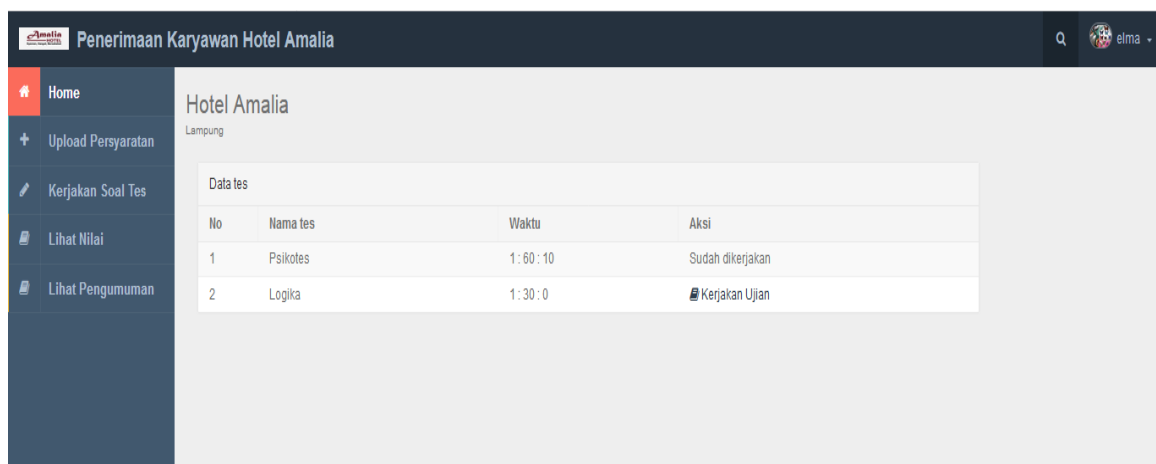 Amalia
HOTEL
Penerimaan Karyawan Hotel Amalia
elma
Home
Upload Persyaratan
Kerjakan Soal Tes
Lihat Nilai
Lihat Pengumuman
Hotel Amalia
Lampung
Data tes
No Nama tes Waktu Aksi
1 Psikotes 1 : 60 : 10 Sudah dikerjakan
2 Logika 1 : 30 : 0 Kerjakan Ujian